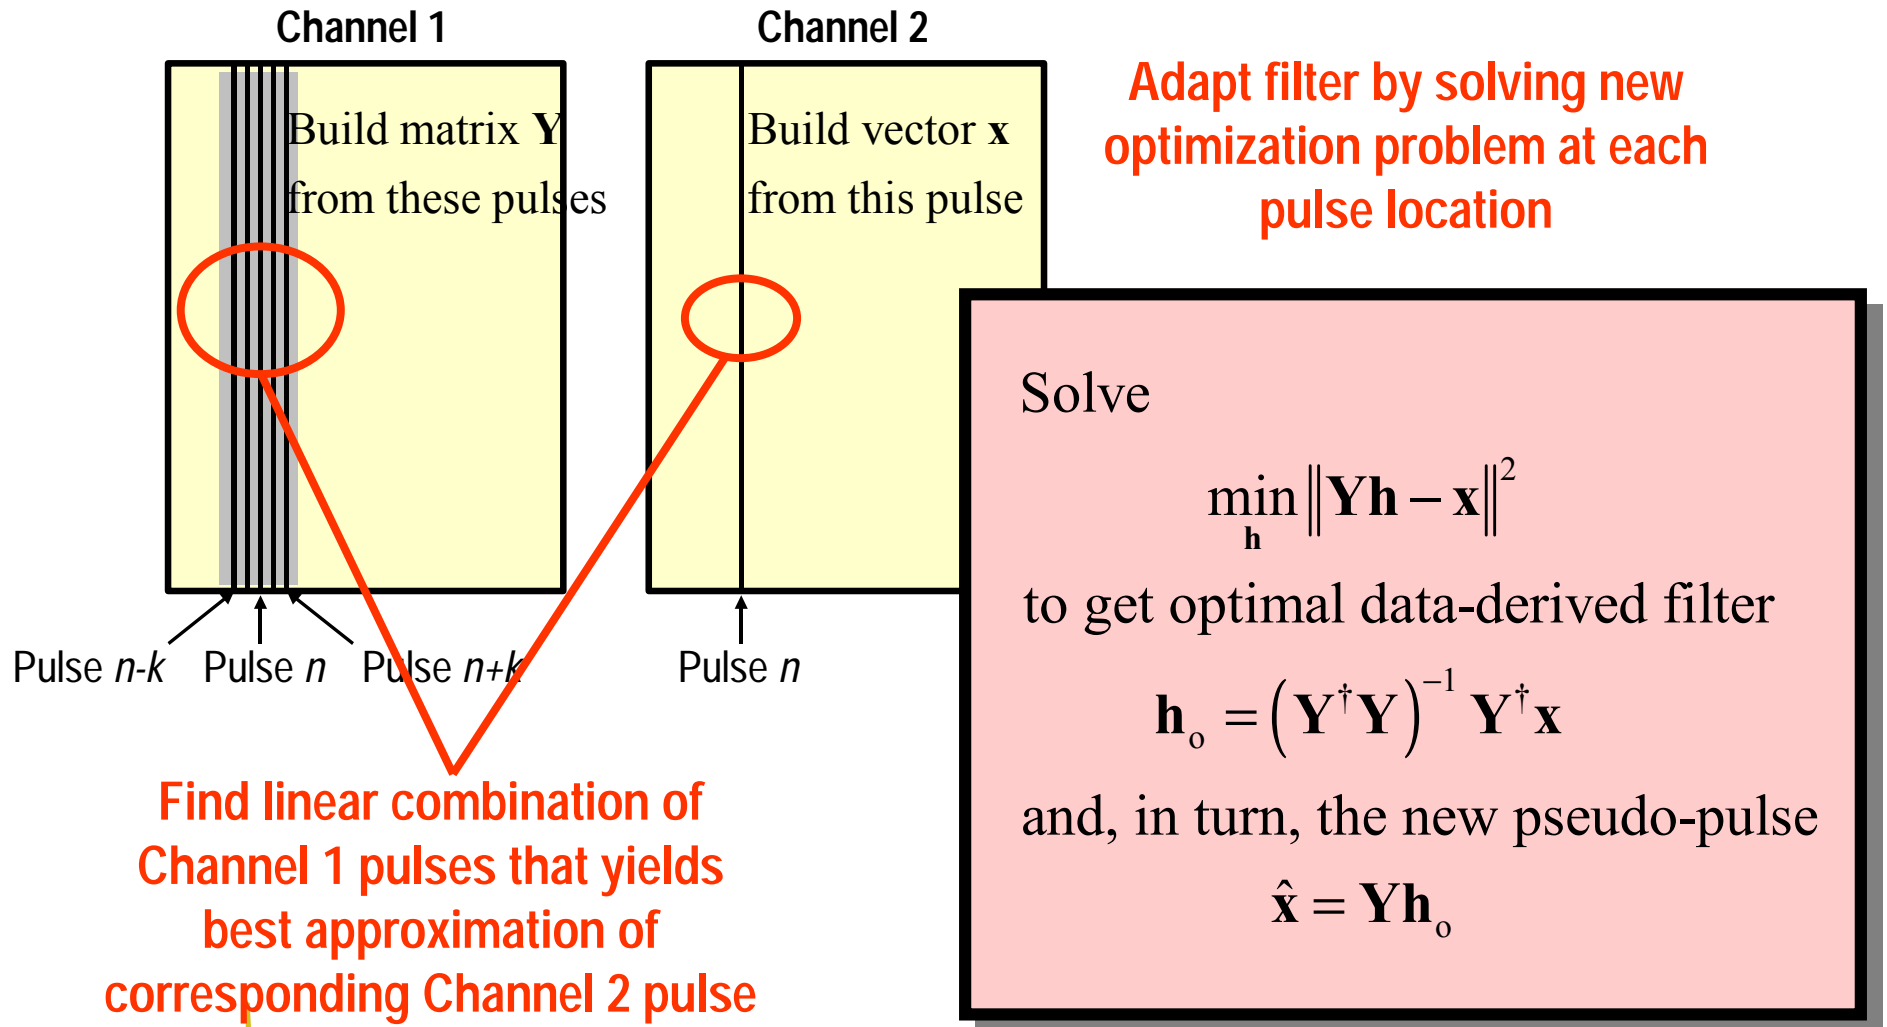 Channel 1
Build matrix Y
from these pulses
Pulse n-k
Pulse n
Pulse n+k
Channel 2
Build vector x
from this pulse
Pulse n
Adapt filter by solving new
optimization problem at each
pulse location
Find linear combination of
Channel 1 pulses that yields
best approximation of
corresponding Channel 2 pulse
Solve
min_h ‖Yh − x‖²
to get optimal data-derived filter
h_o = (Y†Y)⁻¹ Y†x
and, in turn, the new pseudo-pulse
x̂ = Yh_o